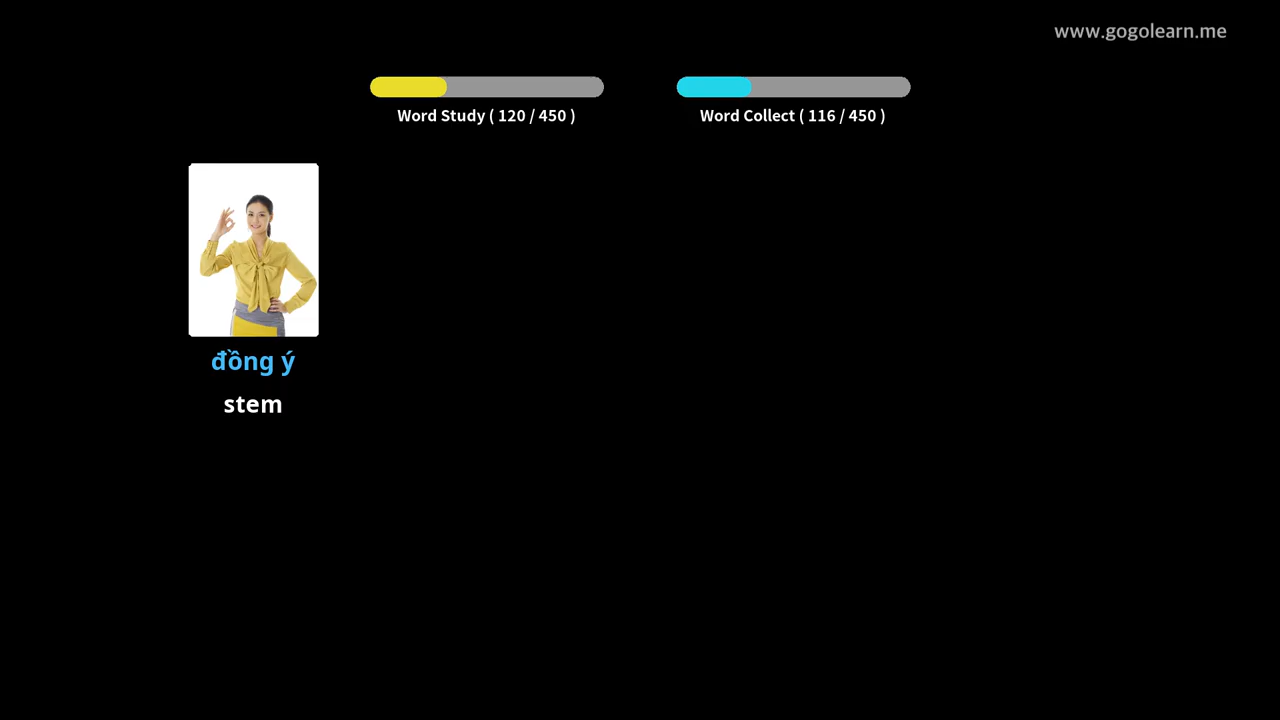 www.gogolearn.me
Word Study ( 120 / 450 )
Word Collect ( 116 / 450 )
đồng ý
stem